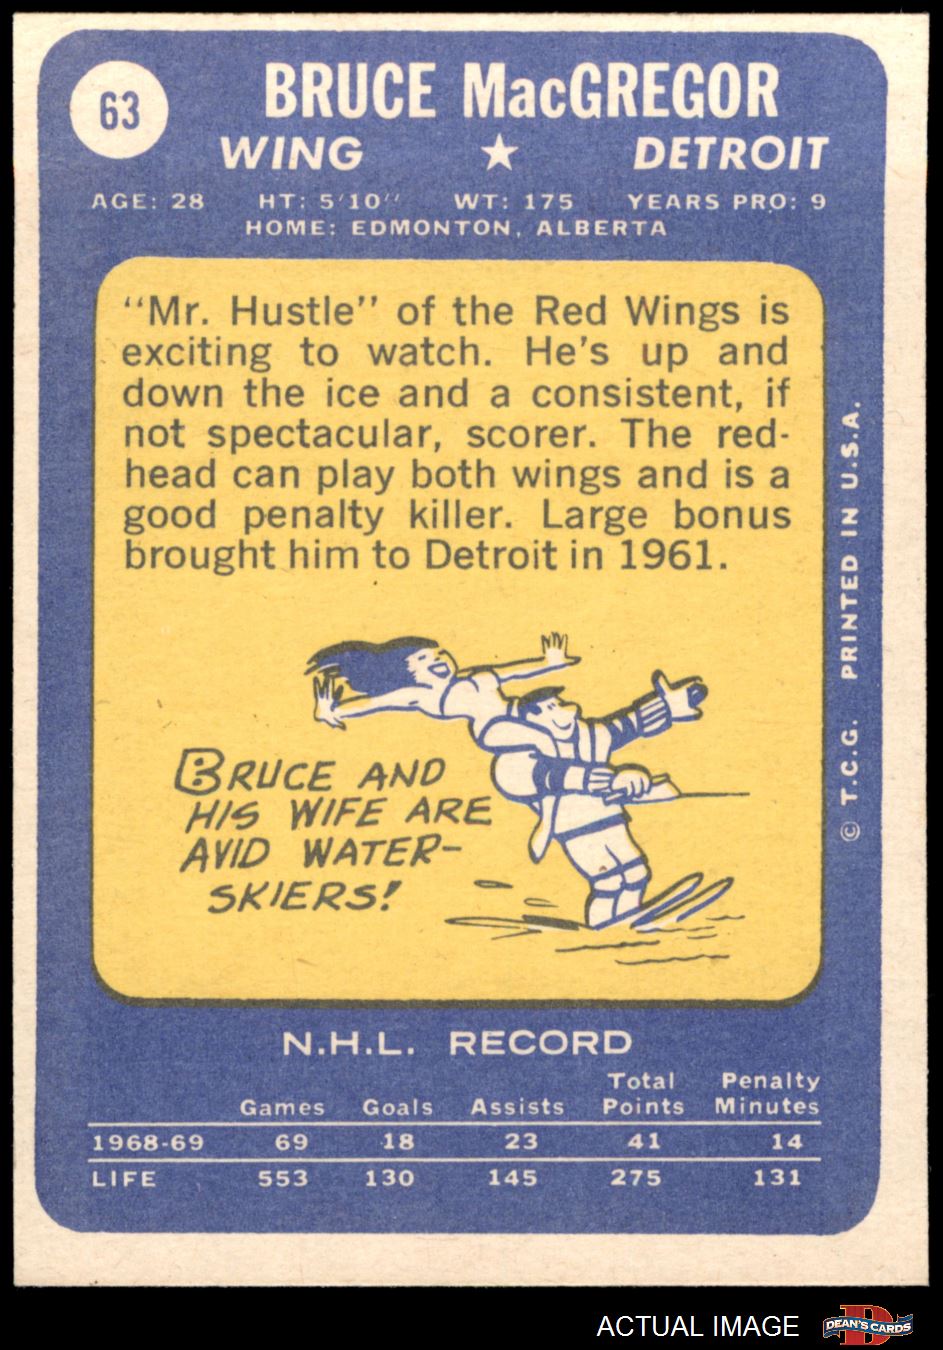 63
BRUCE MacGREGOR
WING ★ DETROIT
AGE: 28 HT: 5'10'' WT: 175 YEARS PRO: 9
HOME: EDMONTON, ALBERTA
“Mr. Hustle” of the Red Wings is
exciting to watch. He's up and
down the ice and a consistent, if
not spectacular, scorer. The red-
head can play both wings and is a
good penalty killer. Large bonus
brought him to Detroit in 1961.
BRUCE AND
HIS WIFE ARE
AVID WATER-
SKIERS!
© T.C.G. PRINTED IN U.S.A.
N.H.L. RECORD
Games Goals Assists Total Points Penalty Minutes
1968-69 69 18 23 41 14
LIFE 553 130 145 275 131
ACTUAL IMAGE
DEAN'S CARDS